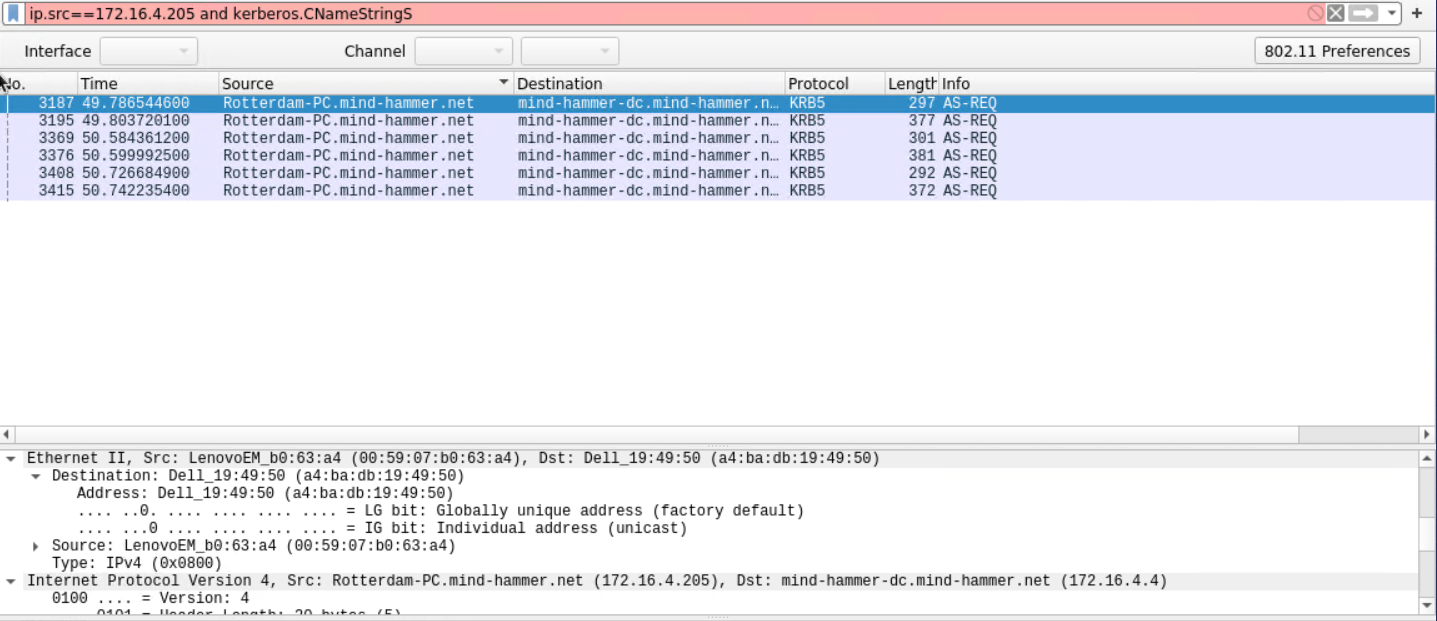 ip.src==172.16.4.205 and kerberos.CNameStringS
Interface Channel 802.11 Preferences
No. Time Source Destination Protocol Length Info
3187 49.786544600 Rotterdam-PC.mind-hammer.net mind-hammer-dc.mind-hammer.n… KRB5 297 AS-REQ
3195 49.803720100 Rotterdam-PC.mind-hammer.net mind-hammer-dc.mind-hammer.n… KRB5 377 AS-REQ
3369 50.584361200 Rotterdam-PC.mind-hammer.net mind-hammer-dc.mind-hammer.n… KRB5 301 AS-REQ
3376 50.599992500 Rotterdam-PC.mind-hammer.net mind-hammer-dc.mind-hammer.n… KRB5 381 AS-REQ
3408 50.726684900 Rotterdam-PC.mind-hammer.net mind-hammer-dc.mind-hammer.n… KRB5 292 AS-REQ
3415 50.742235400 Rotterdam-PC.mind-hammer.net mind-hammer-dc.mind-hammer.n… KRB5 372 AS-REQ
Ethernet II, Src: LenovoEM_b0:63:a4 (00:59:07:b0:63:a4), Dst: Dell_19:49:50 (a4:ba:db:19:49:50)
Destination: Dell_19:49:50 (a4:ba:db:19:49:50)
Address: Dell_19:49:50 (a4:ba:db:19:49:50)
.... ..0. .... .... .... .... = LG bit: Globally unique address (factory default)
.... ...0 .... .... .... .... = IG bit: Individual address (unicast)
Source: LenovoEM_b0:63:a4 (00:59:07:b0:63:a4)
Type: IPv4 (0x0800)
Internet Protocol Version 4, Src: Rotterdam-PC.mind-hammer.net (172.16.4.205), Dst: mind-hammer-dc.mind-hammer.net (172.16.4.4)
0100 .... = Version: 4
.... 0101 = Header Length: 20 bytes (5)